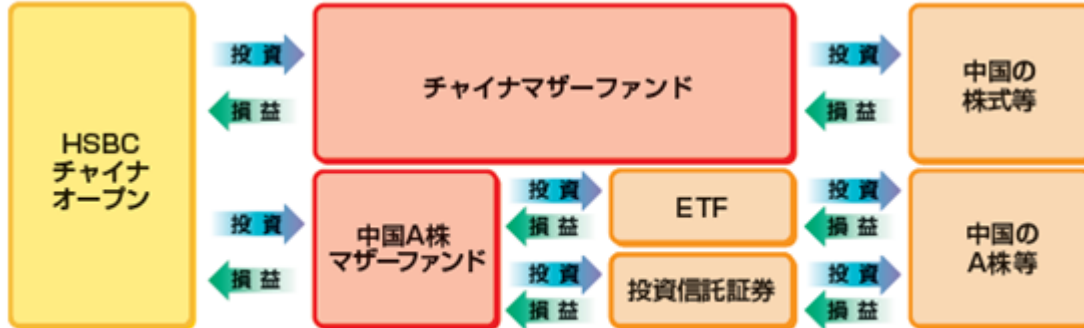 HSBC
チャイナ
オープン
投資
損益
チャイナマザーファンド
投資
損益
中国の
株式等
投資
損益
中国A株
マザーファンド
投資
損益
ETF
投資
損益
投資
損益
投資信託証券
投資
損益
中国の
A株等